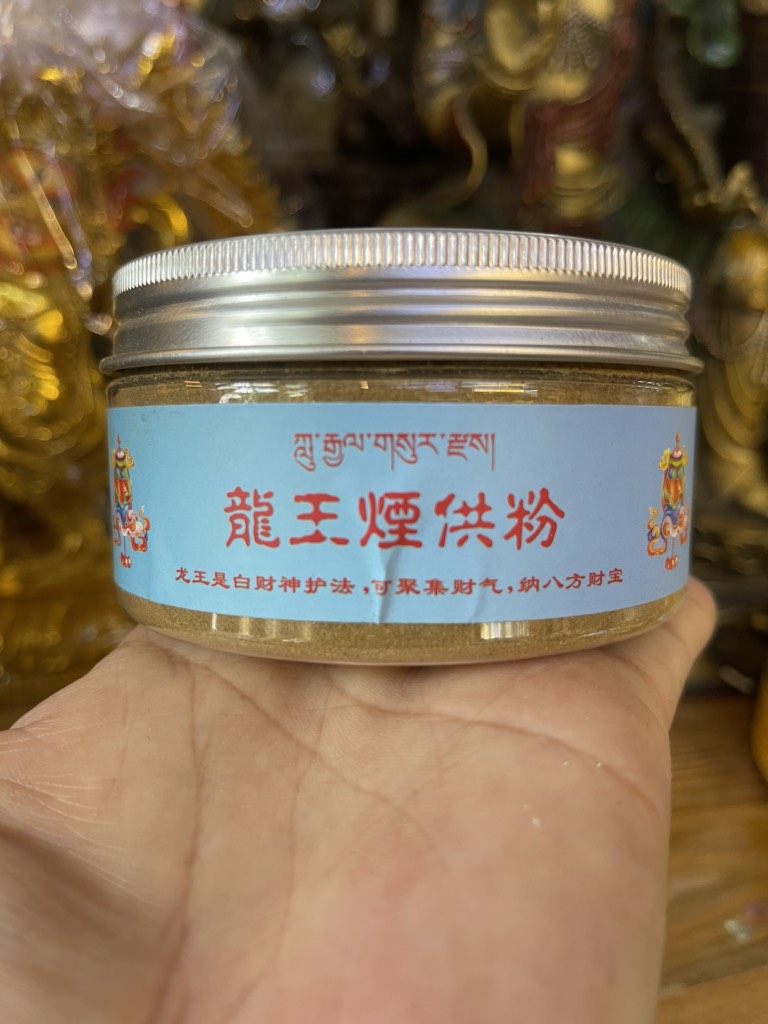 ཀླུ་རྒྱལ་གསུར་རྫས།
龍王煙供粉
龙王是白财神护法,可聚集财气,纳八方财宝